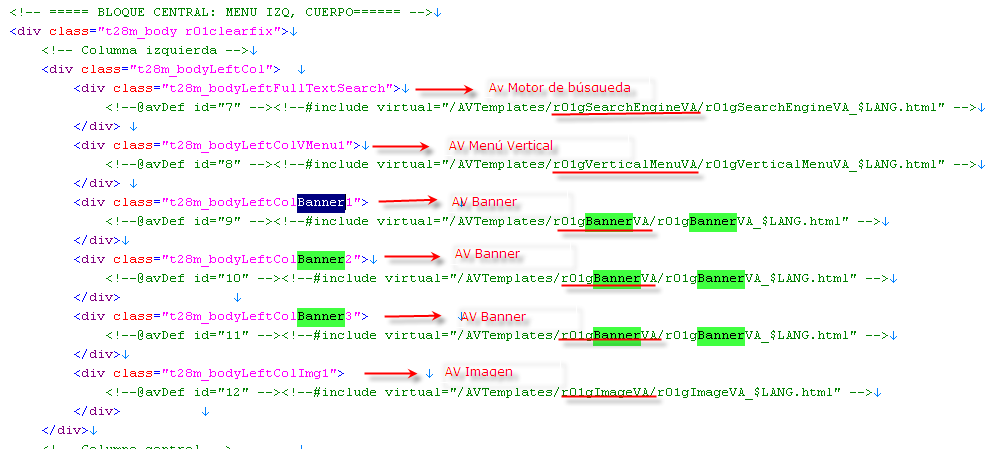 <!-- ===== BLOQUE CENTRAL: MENU IZQ, CUERPO====== -->↓
<div class="t28m_body r01clearfix">↓
<!-- Columna izquierda -->↓
<div class="t28m_bodyLeftCol"> ↓
<div class="t28m_bodyLeftFullTextSearch">↓ Av Motor de búsqueda
<!--@avDef id="7" --><!--#include virtual="/AVTemplates/r01gSearchEngineVA/r01gSearchEngineVA_$LANG.html" -->↓
</div> ↓
<div class="t28m_bodyLeftColVMenu1">↓ AV Menú Vertical
<!--@avDef id="8" --><!--#include virtual="/AVTemplates/r01gVerticalMenuVA/r01gVerticalMenuVA_$LANG.html" -->↓
</div> ↓
<div class="t28m_bodyLeftColBanner1"> ↓ AV Banner
<!--@avDef id="9" --><!--#include virtual="/AVTemplates/r01gBannerVA/r01gBannerVA_$LANG.html" -->↓
</div>↓
<div class="t28m_bodyLeftColBanner2">↓ AV Banner
<!--@avDef id="10" --><!--#include virtual="/AVTemplates/r01gBannerVA/r01gBannerVA_$LANG.html" -->↓
</div> ↓
<div class="t28m_bodyLeftColBanner3"> ↓ AV Banner
<!--@avDef id="11" --><!--#include virtual="/AVTemplates/r01gBannerVA/r01gBannerVA_$LANG.html" -->↓
</div>↓
<div class="t28m_bodyLeftColImg1"> ↓ AV Imagen
<!--@avDef id="12" --><!--#include virtual="/AVTemplates/r01gImageVA/r01gImageVA_$LANG.html" -->↓
</div> ↓
</div>↓